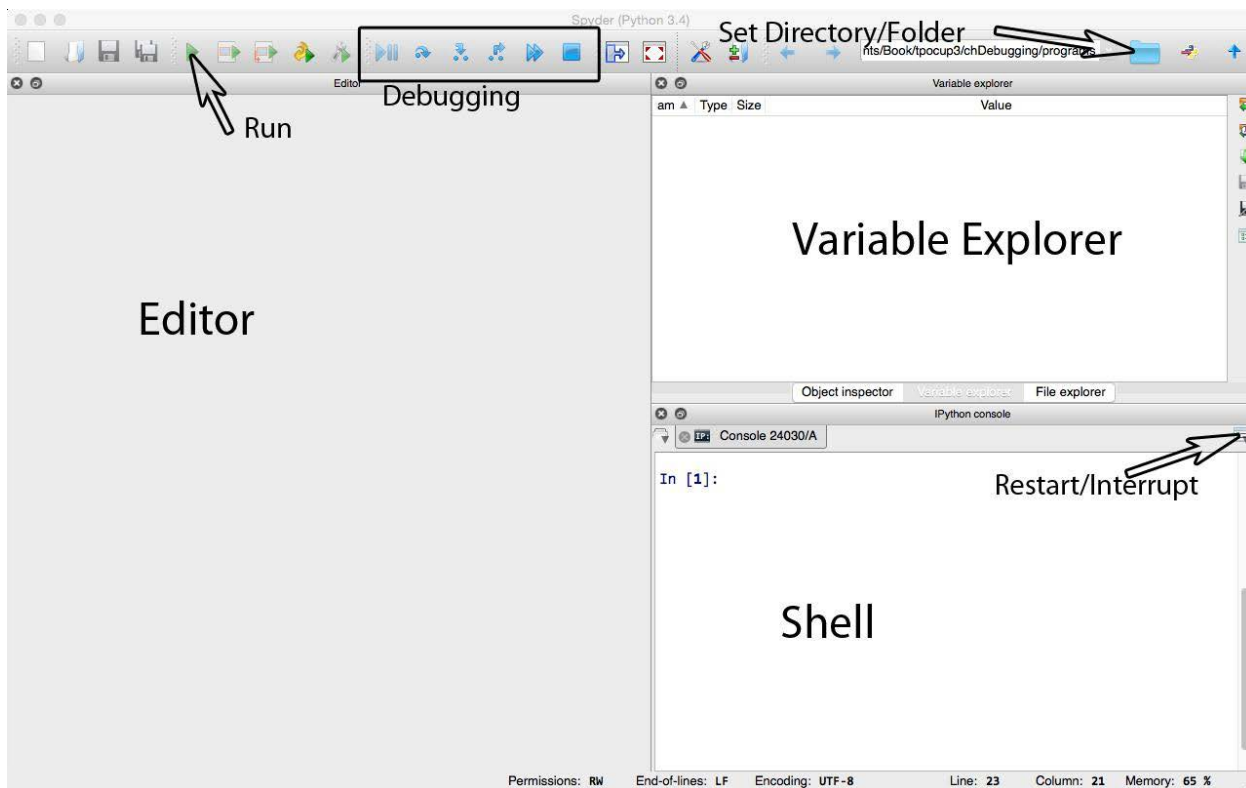 Spyder (Python 3.4)
Set Directory/Folder
nts/Book/tpocup3/chDebugging/programs
Editor
Debugging
Run
Variable explorer
am Type Size Value
Variable Explorer
Editor
Object inspector Variable explorer File explorer
IPython console
IP: Console 24030/A
In [1]:
Restart/Interrupt
Shell
Permissions: RW End-of-lines: LF Encoding: UTF-8 Line: 23 Column: 21 Memory: 65 %